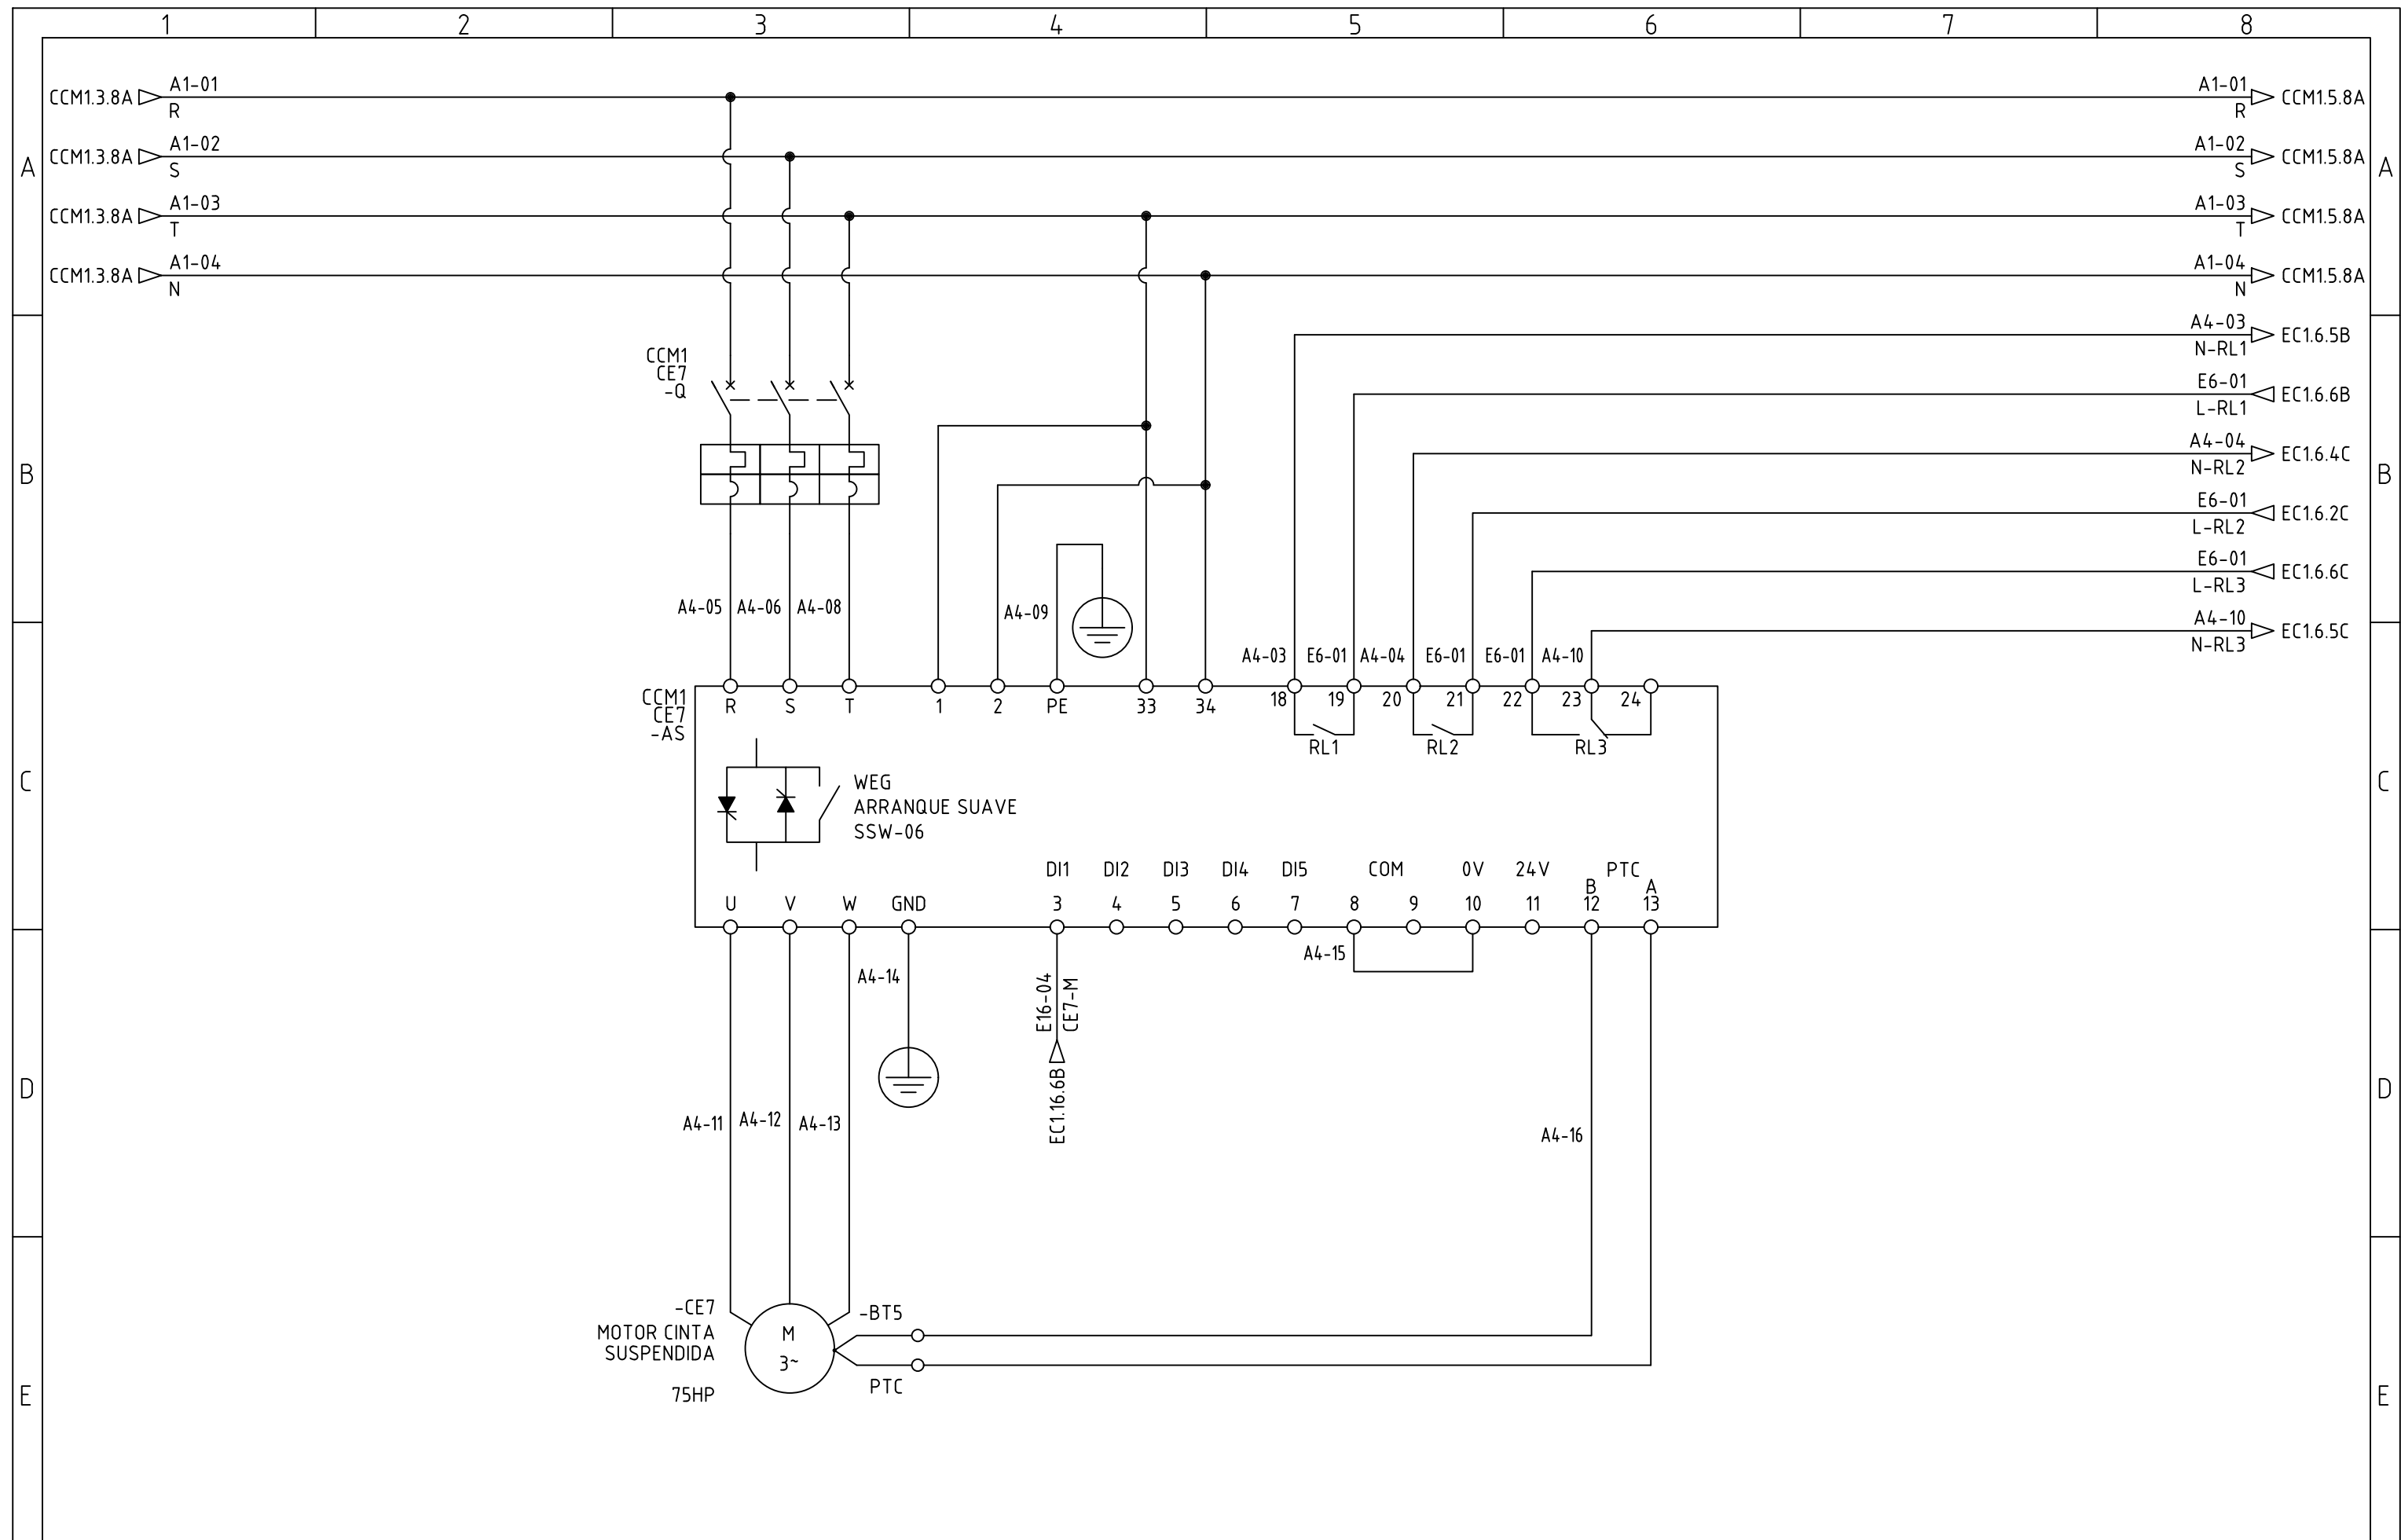 1 2 3 4 5 6 7 8
CCM1.3.8A A1-01 A1-01 CCM1.5.8A
R R
CCM1.3.8A A1-02 A1-02 CCM1.5.8A
A S S A
CCM1.3.8A A1-03 A1-03 CCM1.5.8A
T T
CCM1.3.8A A1-04 A1-04 CCM1.5.8A
N N
A4-03 EC1.6.5B
N-RL1
CCM1
CE7
-Q
E6-01 EC1.6.6B
L-RL1
A4-04 EC1.6.4C
N-RL2
B B
E6-01 EC1.6.2C
L-RL2
E6-01 EC1.6.6C
L-RL3
A4-05 A4-06 A4-08 A4-09
A4-10 EC1.6.5C
N-RL3
A4-03 E6-01 A4-04 E6-01 E6-01 A4-10
CCM1
CE7
-AS
R S T 1 2 PE 33 34 18 19 20 21 22 23 24
RL1 RL2 RL3
C C
WEG
ARRANQUE SUAVE
SSW-06
DI1 DI2 DI3 DI4 DI5 COM 0V 24V PTC
B A
U V W GND 3 4 5 6 7 8 9 10 11 12 13
A4-15
A4-14
E16-04
CE7-M
EC1.16.6B
D D
A4-11 A4-12 A4-13 A4-16
-CE7
MOTOR CINTA
SUSPENDIDA
75HP
M
3~
-BT5
PTC
E E